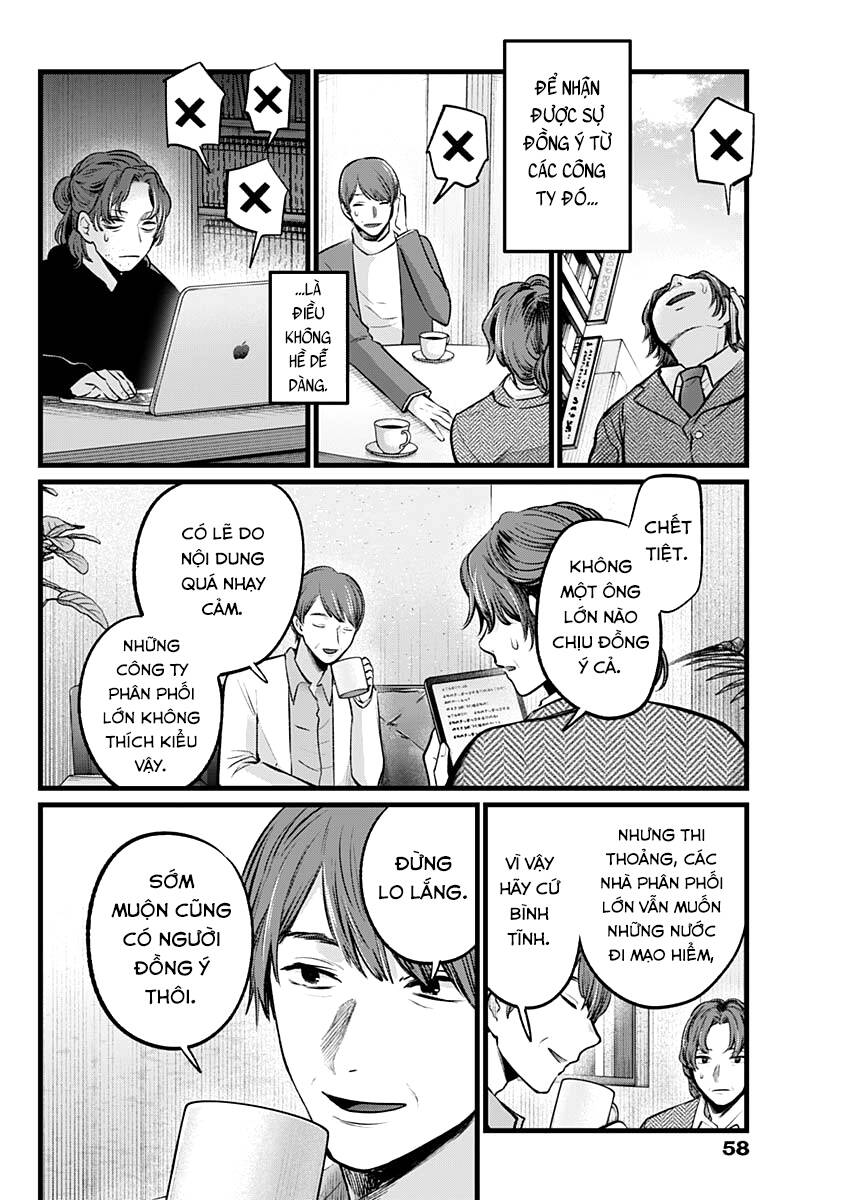 ĐỂ NHẬN
ĐƯỢC SỰ
ĐỒNG Ý TỪ
CÁC CÔNG
TY ĐÓ...
...LÀ
ĐIỀU
KHÔNG
HỀ DỄ
DÀNG.
CHẾT
TIỆT.
KHÔNG
MỘT ÔNG
LỚN NÀO
CHỊU ĐỒNG
Ý CẢ.
CÓ LẼ DO
NỘI DUNG
QUÁ NHẠY
CẢM.
NHỮNG
CÔNG TY
PHÂN PHỐI
LỚN KHÔNG
THÍCH KIỂU
VẬY.
NHƯNG THI
THOẢNG, CÁC
NHÀ PHÂN PHỐI
LỚN VẪN MUỐN
NHỮNG NƯỚC
ĐI MẠO HIỂM,
VÌ VẬY
HÃY CỨ
BÌNH
TĨNH.
ĐỪNG
LO LẮNG.
SỚM
MUỘN CŨNG
CÓ NGƯỜI
ĐỒNG Ý
THÔI.
58